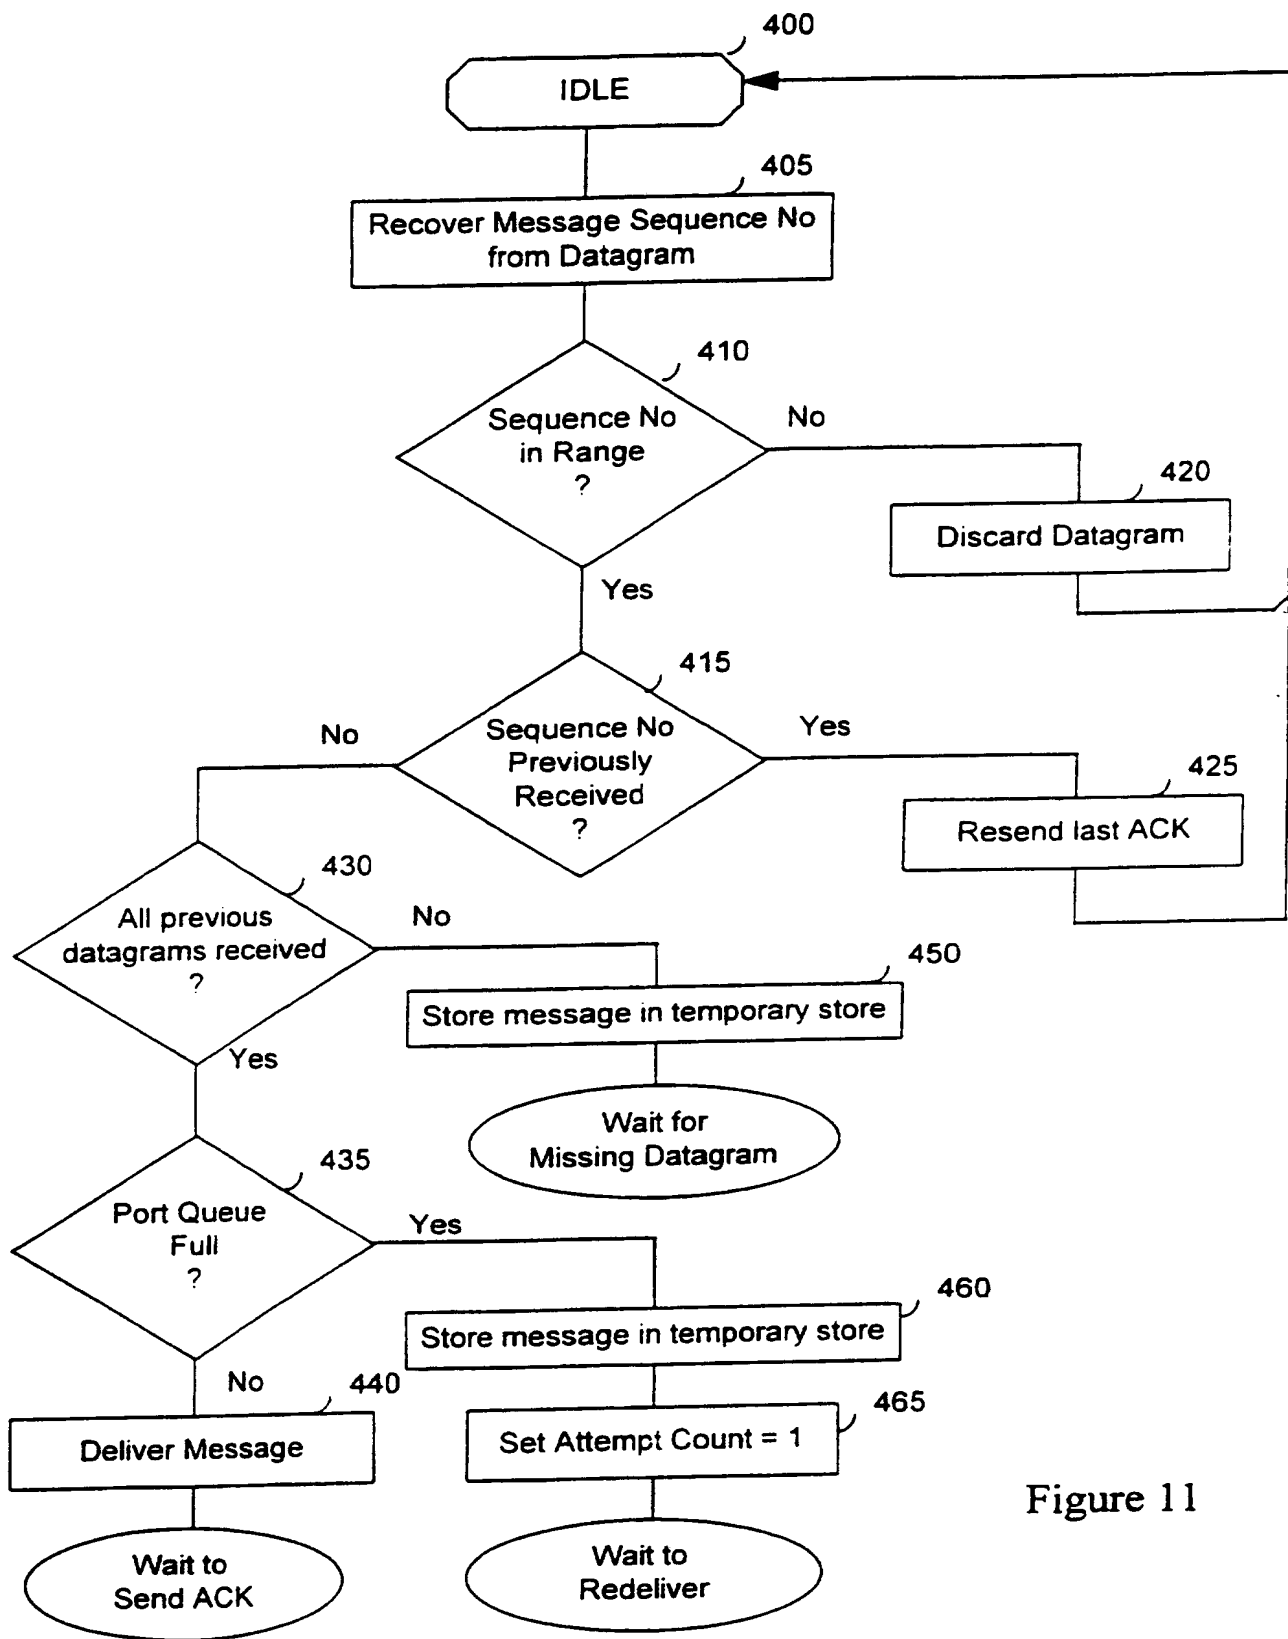 400
IDLE
405
Recover Message Sequence No
from Datagram
410
Sequence No
in Range
?
No
420
Discard Datagram
Yes
415
Sequence No
Previously
Received
?
No
Yes
425
Resend last ACK
430
All previous
datagrams received
?
No
450
Store message in temporary store
Yes
Wait for
Missing Datagram
435
Port Queue
Full
?
Yes
460
Store message in temporary store
No
440
Deliver Message
465
Set Attempt Count = 1
Wait to
Send ACK
Wait to
Redeliver
Figure 11